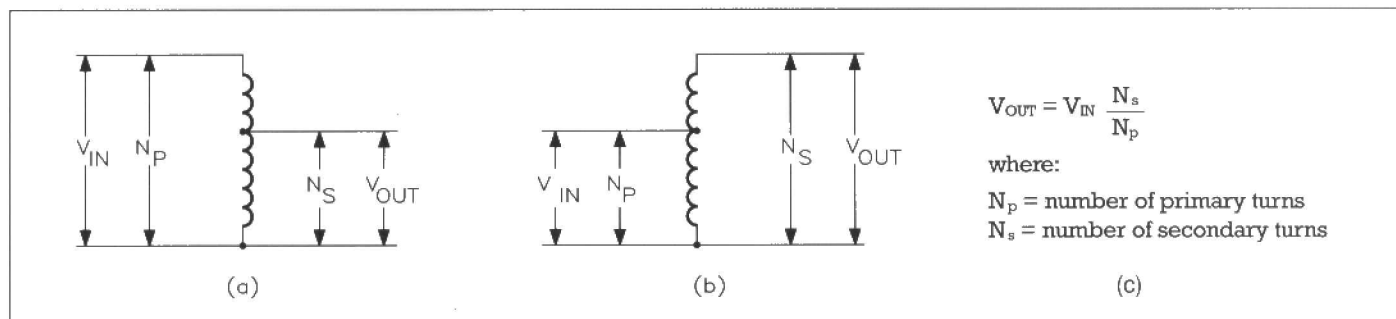 V_IN N_P N_S V_OUT
(a)
V_IN N_P N_S V_OUT
(b)
V_OUT = V_IN N_s / N_p
where:
N_p = number of primary turns
N_s = number of secondary turns
(c)